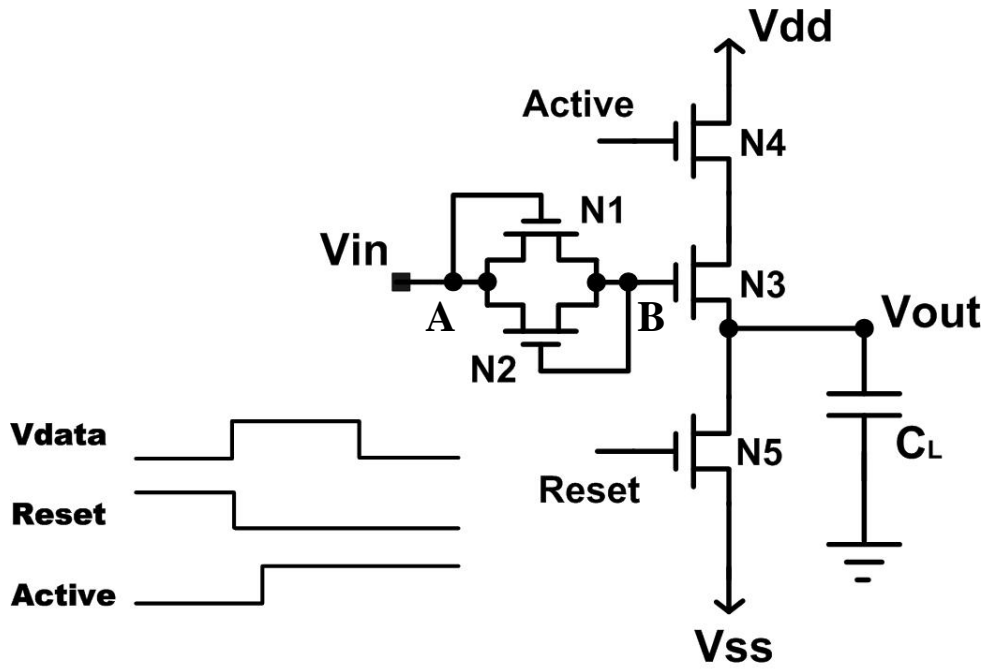 Vdd
Active
N4
N1
Vin
N3
A
B
Vout
N2
Vdata
N5
CL
Reset
Reset
Active
Vss